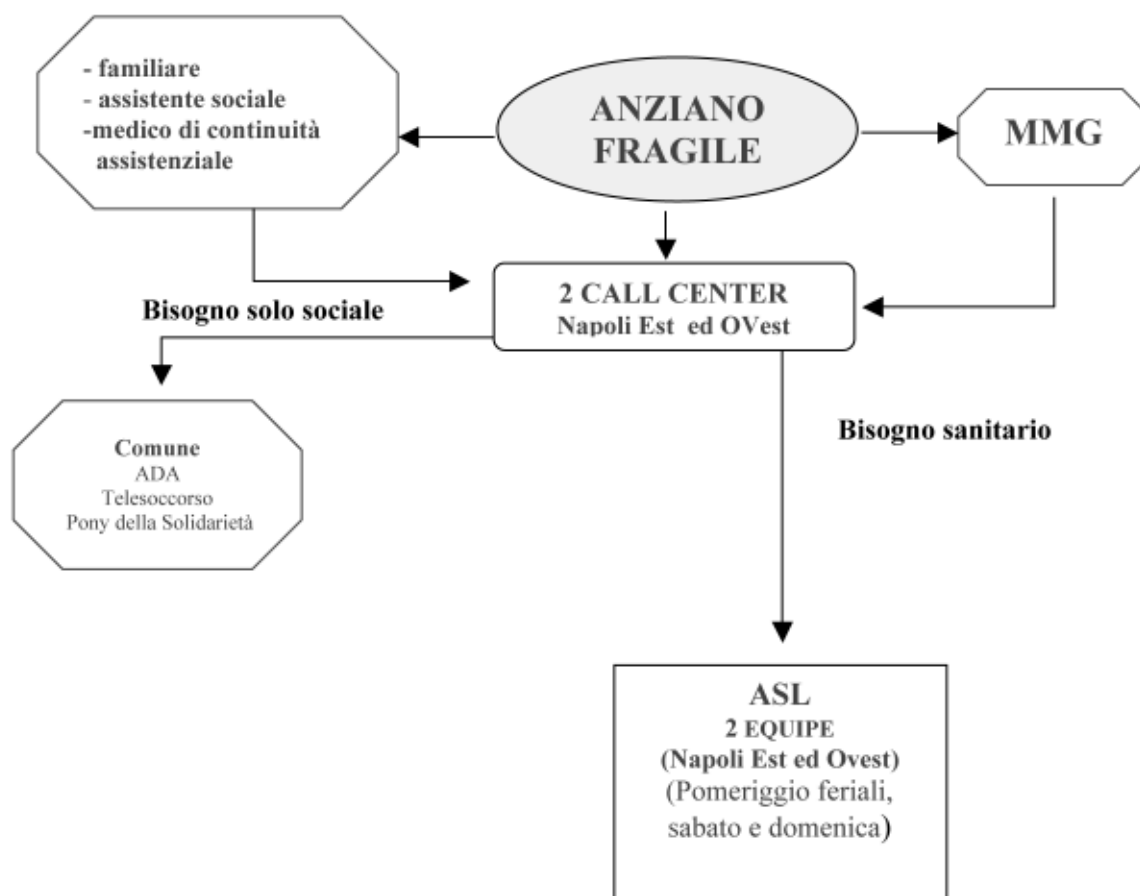 - familiare
- assistente sociale
-medico di continuità
assistenziale
ANZIANO
FRAGILE
MMG
2 CALL CENTER
Napoli Est ed OVest
Bisogno solo sociale
Comune
ADA
Telesoccorso
Pony della Solidarietà
Bisogno sanitario
ASL
2 EQUIPE
(Napoli Est ed Ovest)
(Pomeriggio feriali,
sabato e domenica)